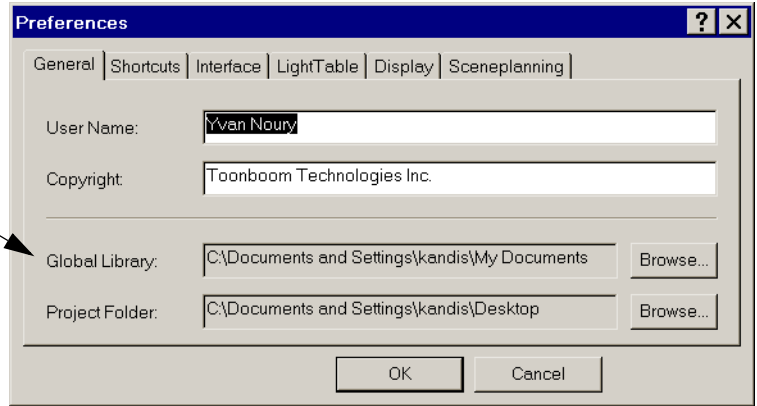 Preferences
General Shortcuts Interface LightTable Display Sceneplanning
User Name: Yvan Noury
Copyright: Toonboom Technologies Inc.
Global Library: C:\Documents and Settings\kandis\My Documents Browse...
Project Folder: C:\Documents and Settings\kandis\Desktop Browse...
OK Cancel